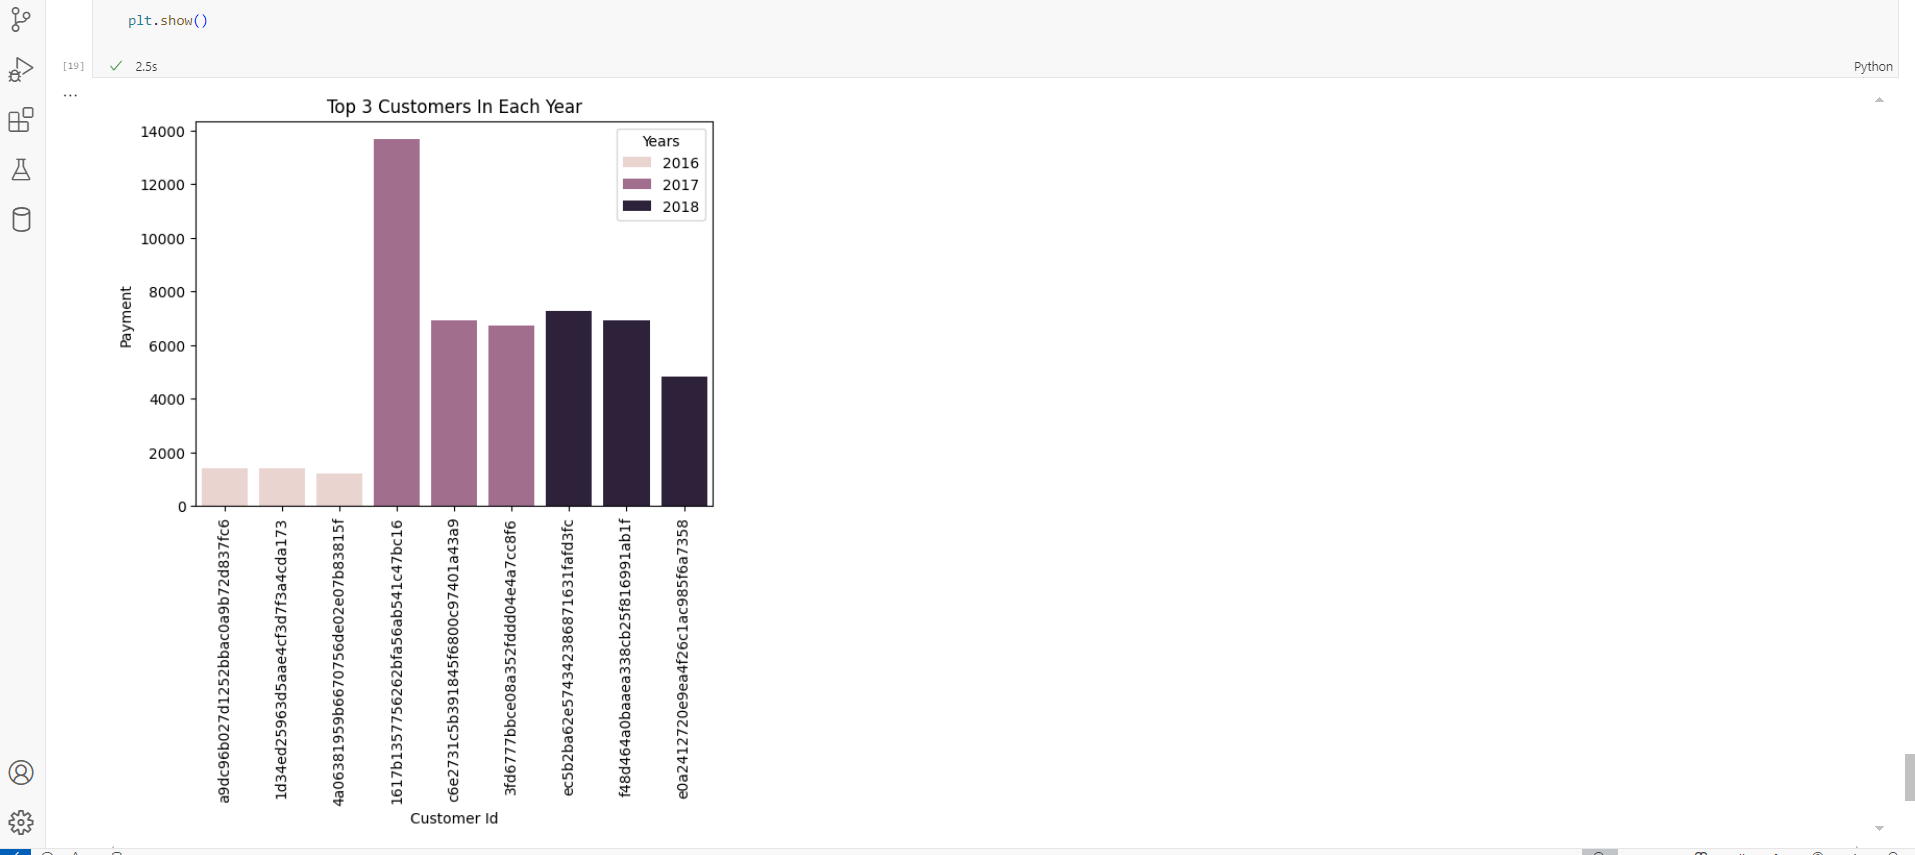 plt.show()
[19]
2.5s
Python
...
Top 3 Customers In Each Year
Years
2016
2017
2018
14000
12000
10000
8000
6000
4000
2000
0
Payment
a9dc96b027d1252bbac0a9b72d837fc6
1d34ed25963d5aae4cf3d7f3a4cda173
4a06381959b6670756de02e07b83815f
1617b1357756262bfa56ab541c47bc16
c6e2731c5b391845f6800c97401a43a9
3fd6777bbce08a352fddd04e4a7cc8f6
ec5b2ba62e574342386871631fafd3fc
f48d464a0baaea338cb25f816991ab1f
e0a2412720e9ea4f26c1ac985f6a7358
Customer Id